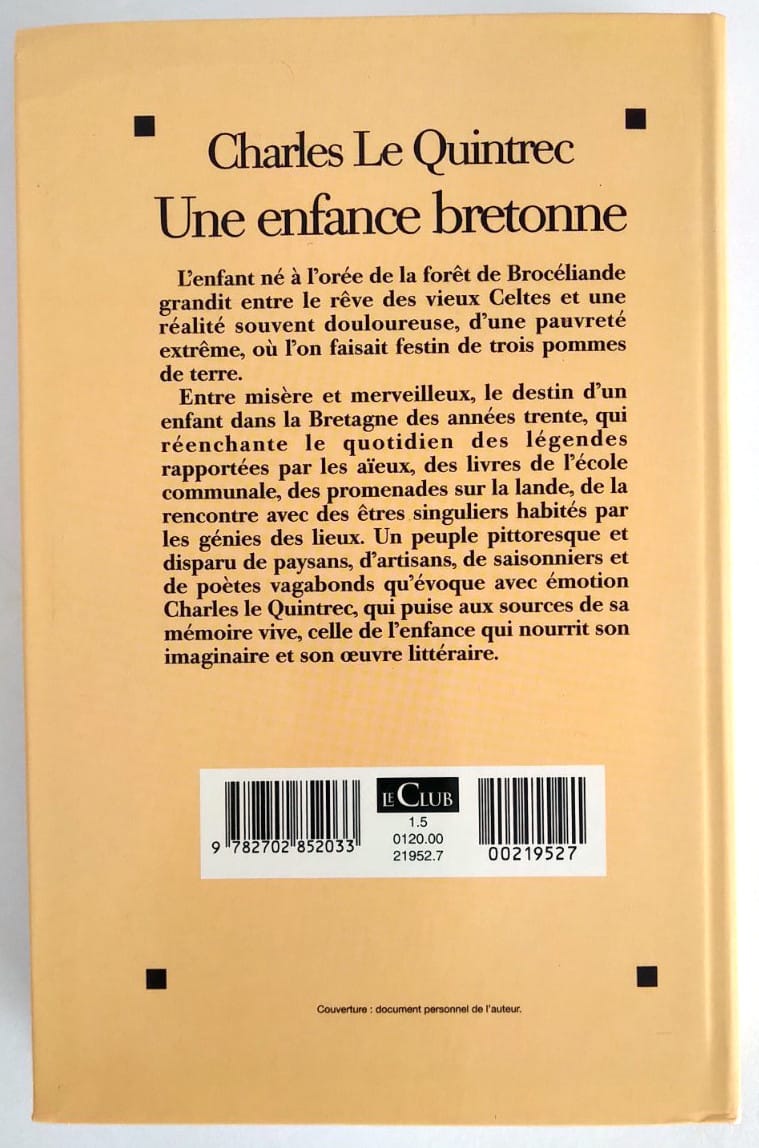 Charles Le Quintrec
Une enfance bretonne
L'enfant né à l'orée de la forêt de Brocéliande
grandit entre le rêve des vieux Celtes et une
réalité souvent douloureuse, d'une pauvreté
extrême, où l'on faisait festin de trois pommes
de terre.
Entre misère et merveilleux, le destin d'un
enfant dans la Bretagne des années trente, qui
réenchante le quotidien des légendes
rapportées par les aïeux, des livres de l'école
communale, des promenades sur la lande, de la
rencontre avec des êtres singuliers habités par
les génies des lieux. Un peuple pittoresque et
disparu de paysans, d'artisans, de saisonniers et
de poètes vagabonds qu'évoque avec émotion
Charles le Quintrec, qui puise aux sources de sa
mémoire vive, celle de l'enfance qui nourrit son
imaginaire et son œuvre littéraire.
9 782702 852033
LE CLUB
1.5
0120.00
21952.7
00219527
Couverture : document personnel de l'auteur.